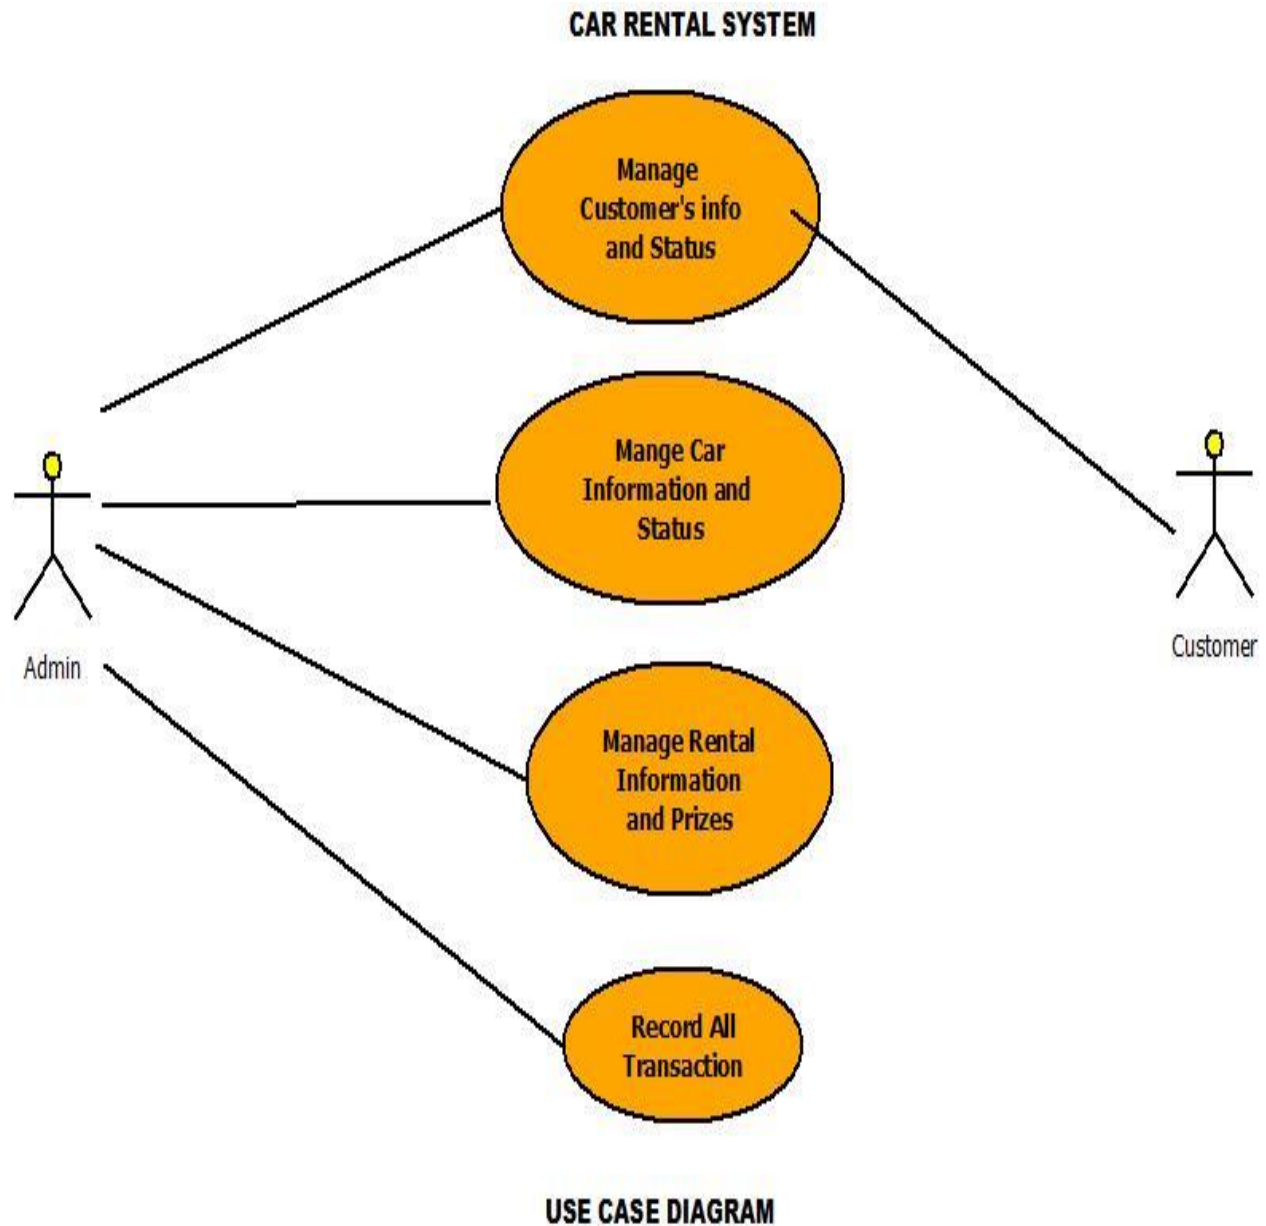 CAR RENTAL SYSTEM
Manage
Customer's info
and Status
Mange Car
Information and
Status
Admin
Customer
Manage Rental
Information
and Prizes
Record All
Transaction
USE CASE DIAGRAM